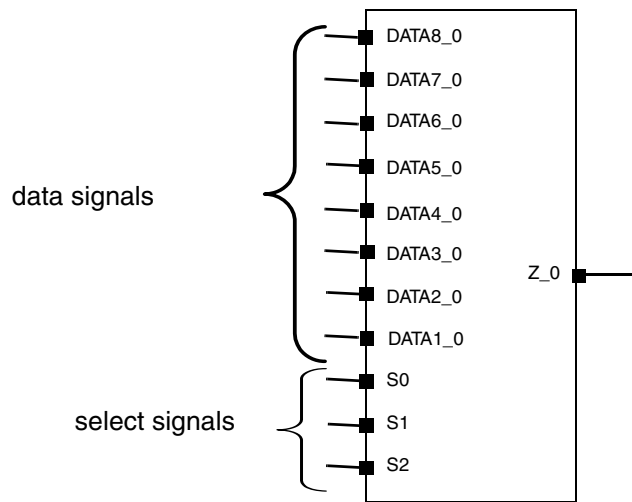 DATA8_0
DATA7_0
DATA6_0
DATA5_0
data signals
DATA4_0
DATA3_0
Z_0
DATA2_0
DATA1_0
S0
select signals
S1
S2